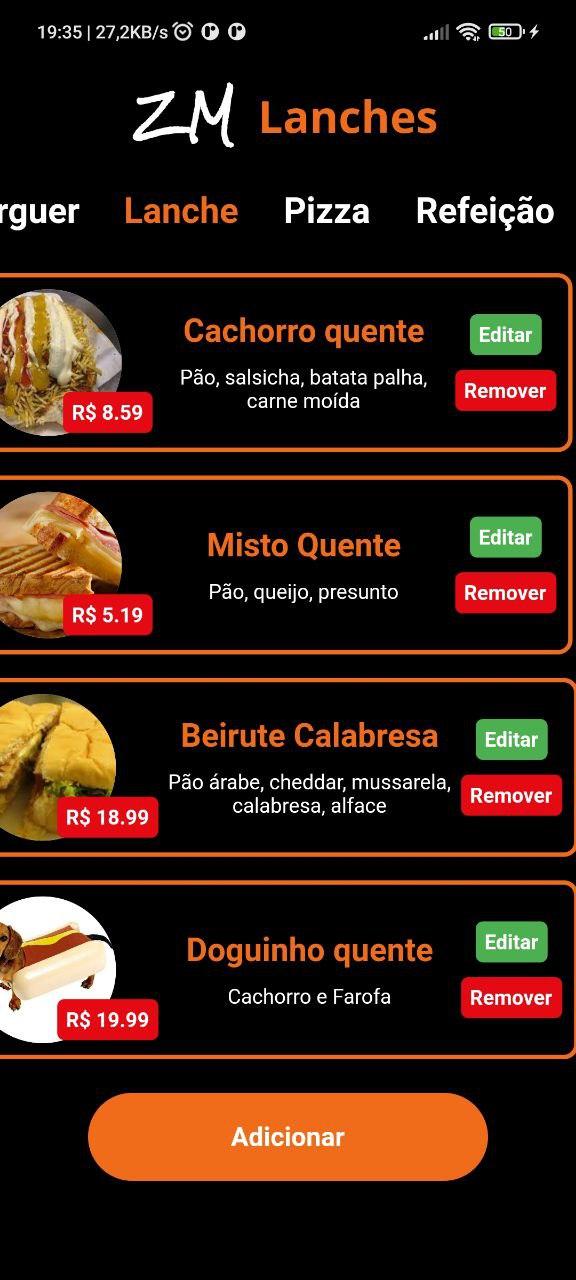 19:35 | 27,2KB/s
50
ZM Lanches
rguer Lanche Pizza Refeição
Cachorro quente
Pão, salsicha, batata palha,
carne moída
R$ 8.59
Editar
Remover
Misto Quente
Pão, queijo, presunto
R$ 5.19
Editar
Remover
Beirute Calabresa
Pão árabe, cheddar, mussarela,
calabresa, alface
R$ 18.99
Editar
Remover
Doguinho quente
Cachorro e Farofa
R$ 19.99
Editar
Remover
Adicionar